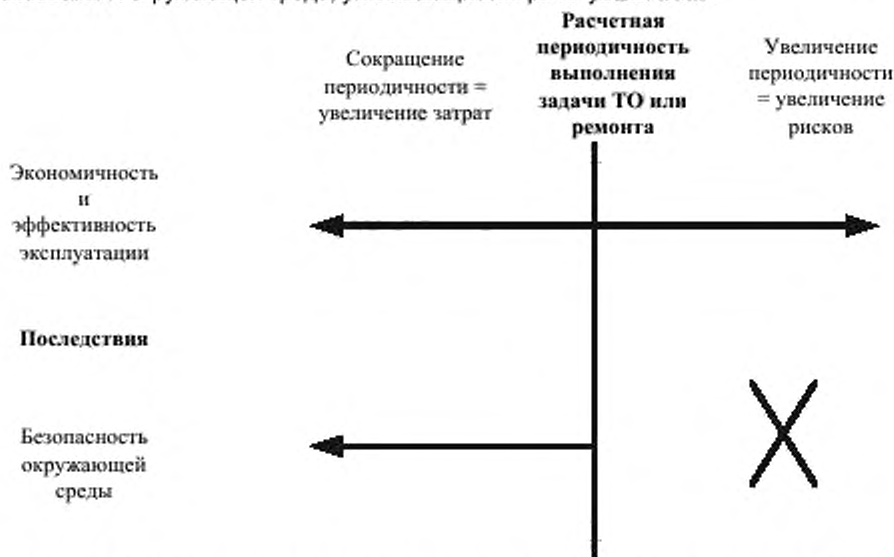 Расчетная
периодичность
выполнения
задачи ТО или
ремонта
Сокращение
периодичности =
увеличение затрат
Увеличение
периодичности
= увеличение
рисков
Экономичность
и
эффективность
эксплуатации
Последствия
Безопасность
окружающей
среды